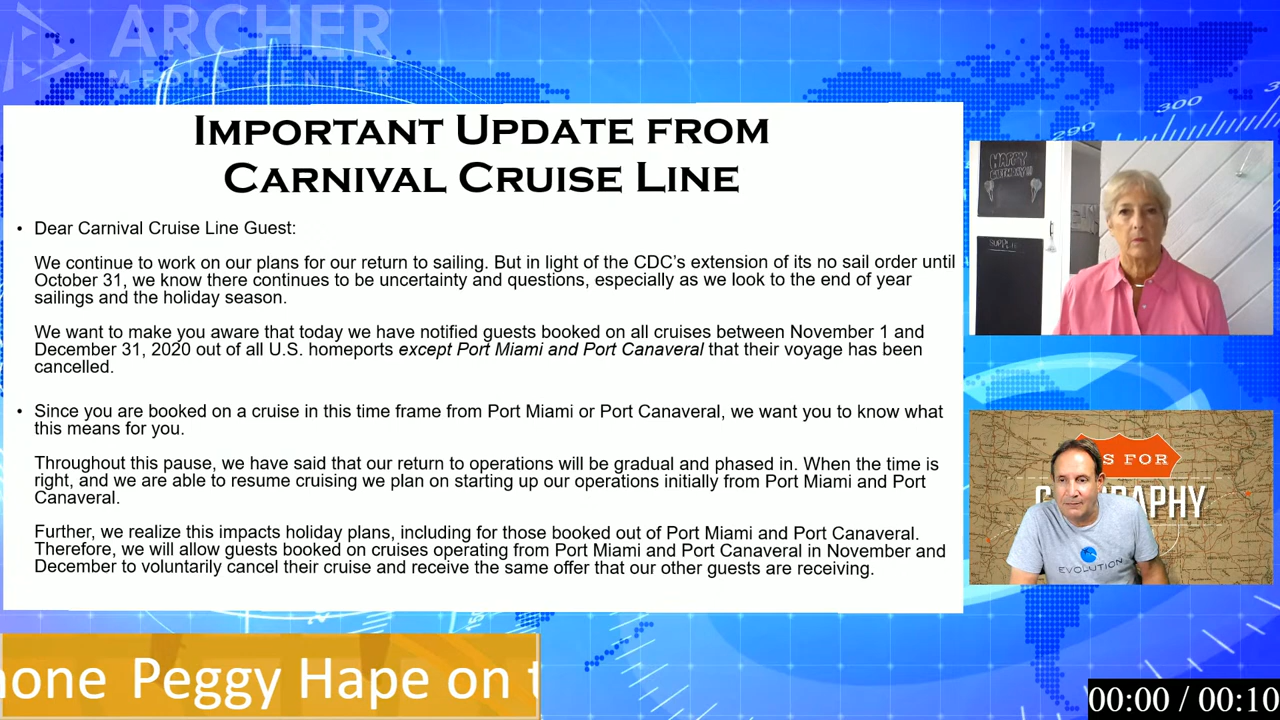 ARCHER
MEDIA CENTER
IMPORTANT UPDATE FROM
CARNIVAL CRUISE LINE
• Dear Carnival Cruise Line Guest:
We continue to work on our plans for our return to sailing. But in light of the CDC's extension of its no sail order until
October 31, we know there continues to be uncertainty and questions, especially as we look to the end of year
sailings and the holiday season.
We want to make you aware that today we have notified guests booked on all cruises between November 1 and
December 31, 2020 out of all U.S. homeports except Port Miami and Port Canaveral that their voyage has been
cancelled.
• Since you are booked on a cruise in this time frame from Port Miami or Port Canaveral, we want you to know what
this means for you.
Throughout this pause, we have said that our return to operations will be gradual and phased in. When the time is
right, and we are able to resume cruising we plan on starting up our operations initially from Port Miami and Port
Canaveral.
Further, we realize this impacts holiday plans, including for those booked out of Port Miami and Port Canaveral.
Therefore, we will allow guests booked on cruises operating from Port Miami and Port Canaveral in November and
December to voluntarily cancel their cruise and receive the same offer that our other guests are receiving.
290
300
HAPPY
BIRTHDAY!!!
S FOR
EVOLUTION
Peggy Hape on
00:00 / 00:10